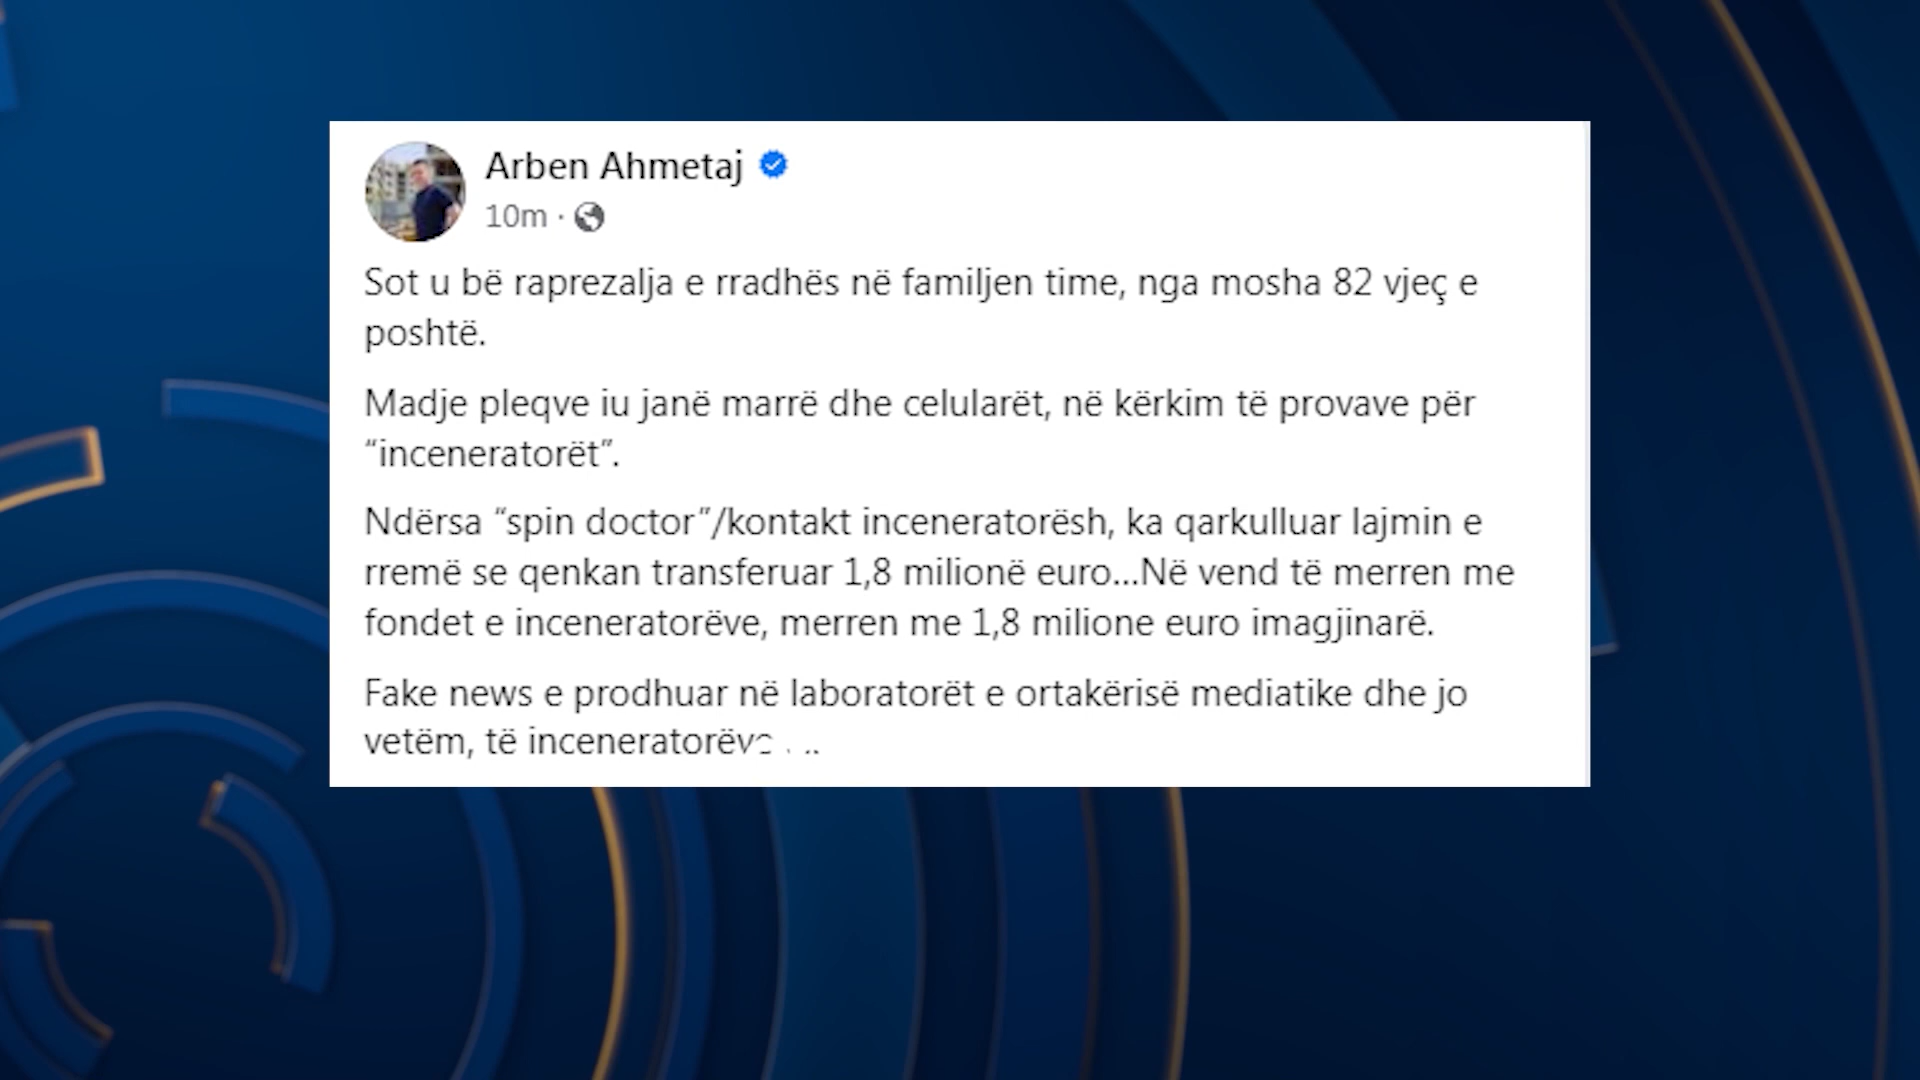 Arben Ahmetaj
10m ·
Sot u bë raprezalja e rradhës në familjen time, nga mosha 82 vjeç e
poshtë.
Madje pleqve iu janë marrë dhe celularët, në kërkim të provave për
“inceneratorët”.
Ndërsa “spin doctor”/kontakt inceneratorësh, ka qarkulluar lajmin e
rremë se qenkan transferuar 1,8 milionë euro...Në vend të merren me
fondet e inceneratorëve, merren me 1,8 milione euro imagjinarë.
Fake news e prodhuar në laboratorët e ortakërisë mediatike dhe jo
vetëm, të